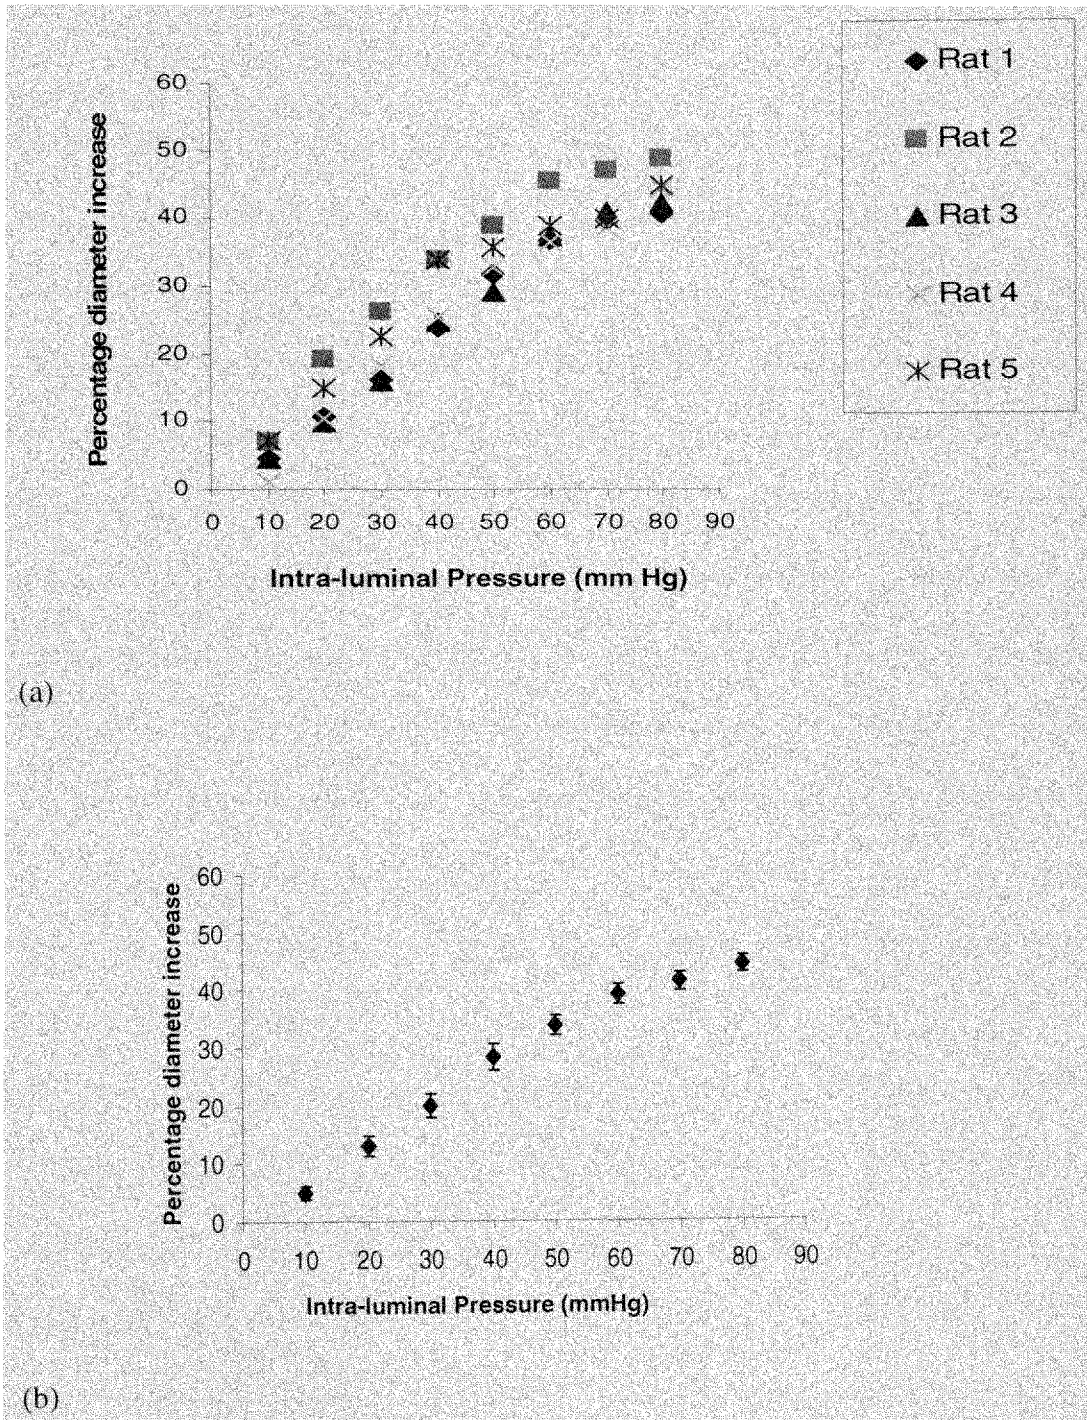 Rat 1
Rat 2
Rat 3
Rat 4
Rat 5
Percentage diameter increase
60
50
40
30
20
10
0
0 10 20 30 40 50 60 70 80 90
Intra-luminal Pressure (mm Hg)
(a)
Percentage diameter increase
60
50
40
30
20
10
0
0 10 20 30 40 50 60 70 80 90
Intra-luminal Pressure (mmHg)
(b)